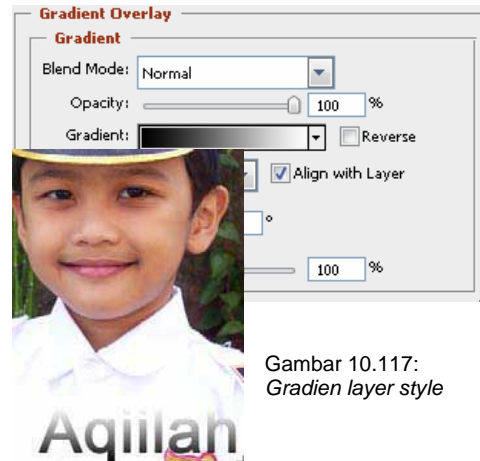 Gradient Overlay
Gradient
Blend Mode: Normal
Opacity: 100 %
Gradient: Reverse
Align with Layer
°
100 %
Gambar 10.117:
Gradien layer style
Aqiilah